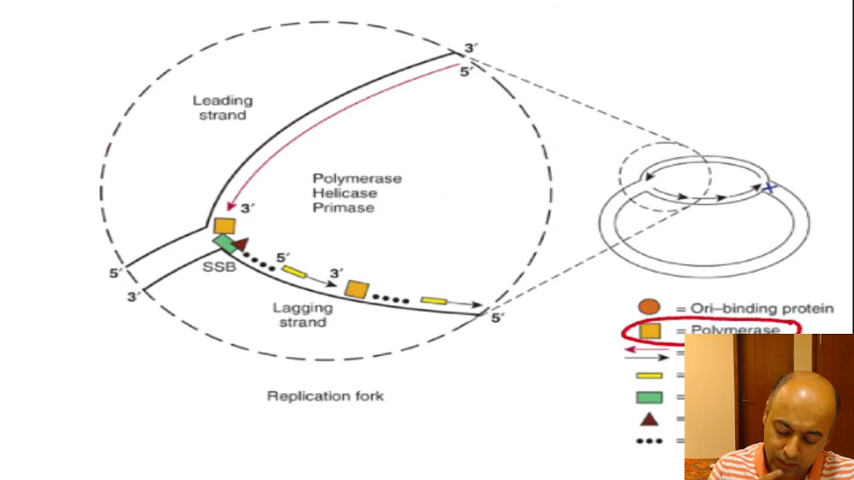 3′
5′
Leading
strand
Polymerase
Helicase
Primase
3′
5′
SSB
5′
3′
3′
Lagging
strand
5′
= Ori–binding protein
= Polymerase
=
=
=
=
=
Replication fork